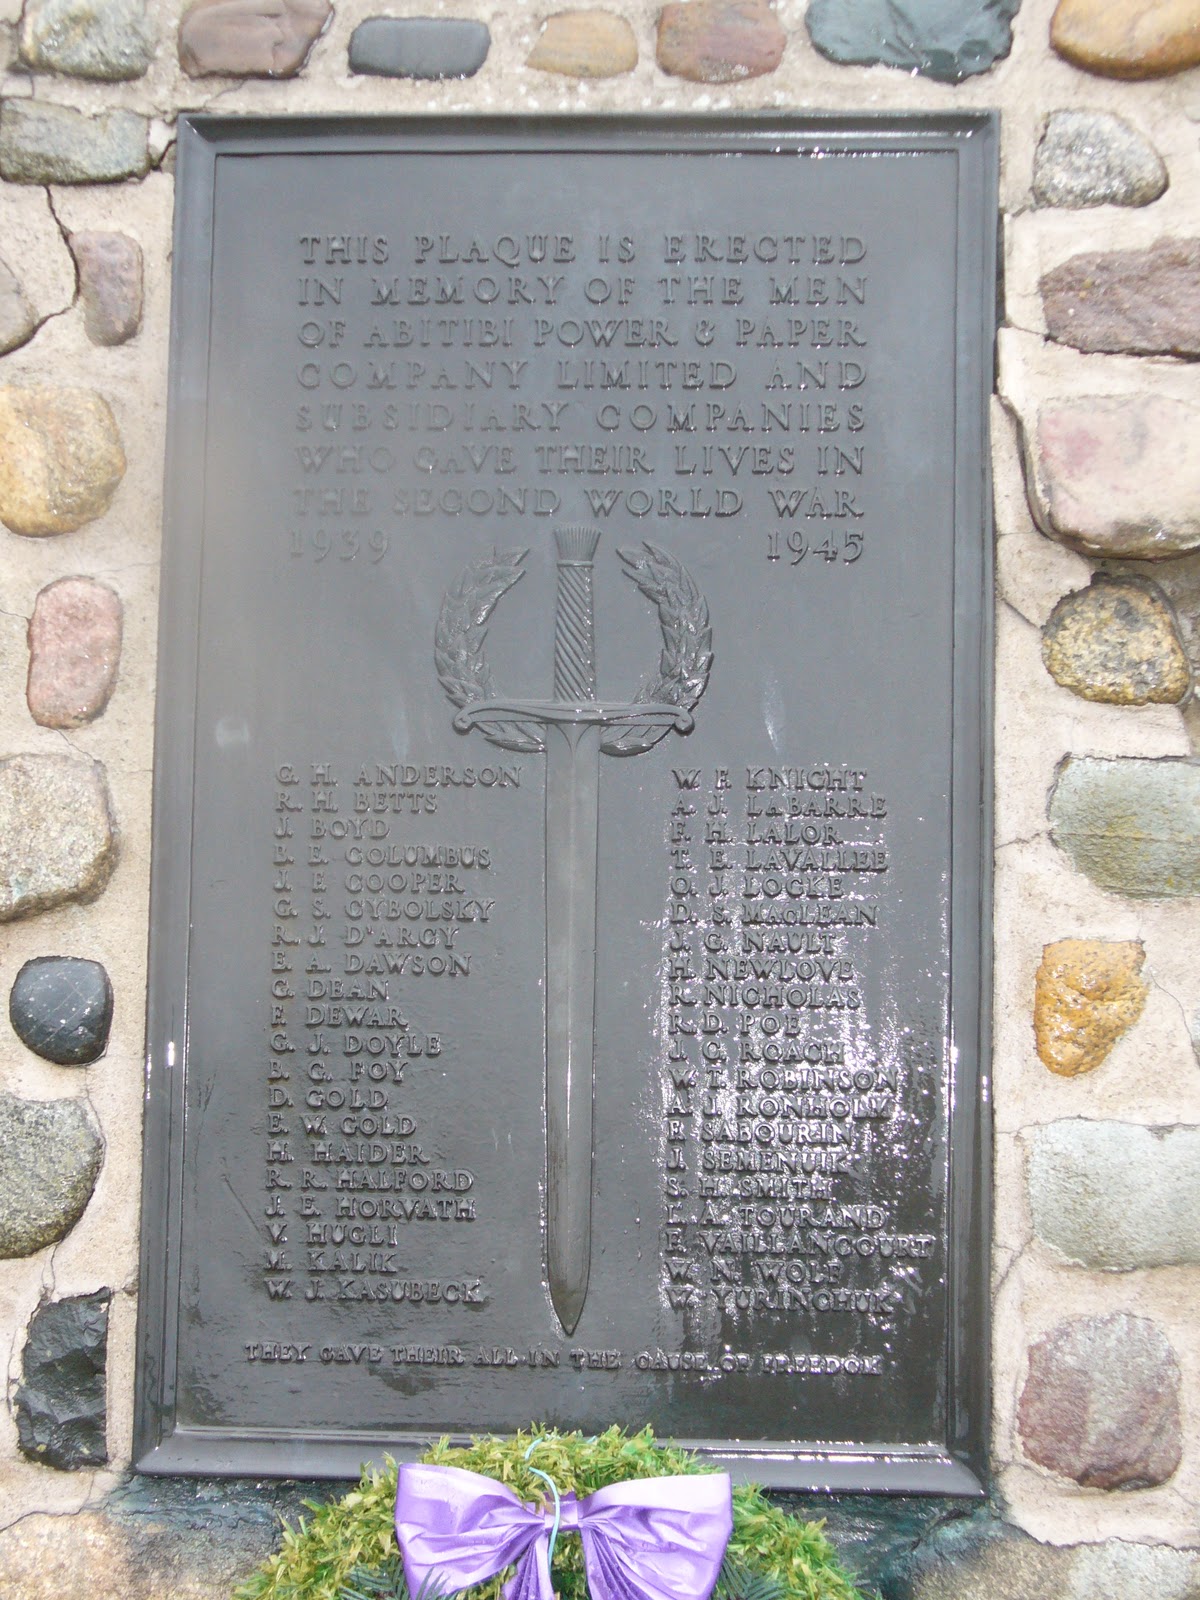 THIS PLAQUE IS ERECTED
IN MEMORY OF THE MEN
OF ABITIBI POWER & PAPER
COMPANY LIMITED AND
SUBSIDIARY COMPANIES
WHO GAVE THEIR LIVES IN
THE SECOND WORLD WAR
1939 1945
G. H. ANDERSON
R. H. BETTS
J. BOYD
B. E. COLUMBUS
J. E. COOPER
G. S. CYBOLSKY
R. J. D'ARCY
E. A. DAWSON
G. DEAN
F. DEWAR
G. J. DOYLE
B. G. FOY
D. GOLD
E. W. GOLD
H. HAIDER
R. R. HALFORD
J. E. HORVATH
V. HUGLI
M. KALIK
W. J. KASUBECK
W. F. KNIGHT
A. J. LABARRE
F. H. LALOR
T. E. LAVALLEE
O. J. LOCKE
D. S. MACLEAN
J. G. NAULT
H. NEWLOVE
R. NICHOLAS
R. D. POE
J. C. ROACH
W. T. ROBINSON
A. J. RONHOLM
F. SABOURIN
J. SEMENUIK
S. H. SMITH
L. A. TOURAND
F. VAILLANCOURT
W. N. WOLF
W. YURINCHUK
THEY GAVE THEIR ALL IN THE CAUSE OF FREEDOM